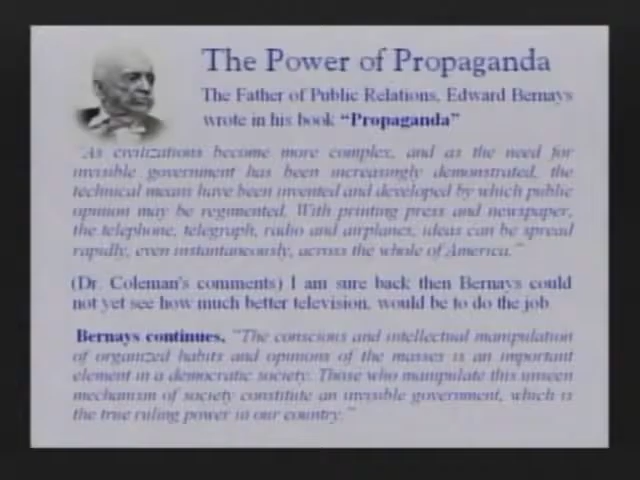 The Power of Propaganda
The Father of Public Relations, Edward Bernays
wrote in his book “Propaganda”
"As civilizations become more complex, and as the need for
invisible government has been increasingly demonstrated, the
technical means have been invented and developed by which public
opinion may be regimented. With printing press and newspaper,
the telephone, telegraph, radio and airplanes, ideas can be spread
rapidly, even instantaneously, across the whole of America."
(Dr. Coleman's comments) I am sure back then Bernays could
not yet see how much better television, would be to do the job
Bernays continues, "The conscious and intellectual manipulation
of organized habits and opinions of the masses is an important
element in a democratic society. Those who manipulate this unseen
mechanism of society constitute an invisible government, which is
the true ruling power in our country."